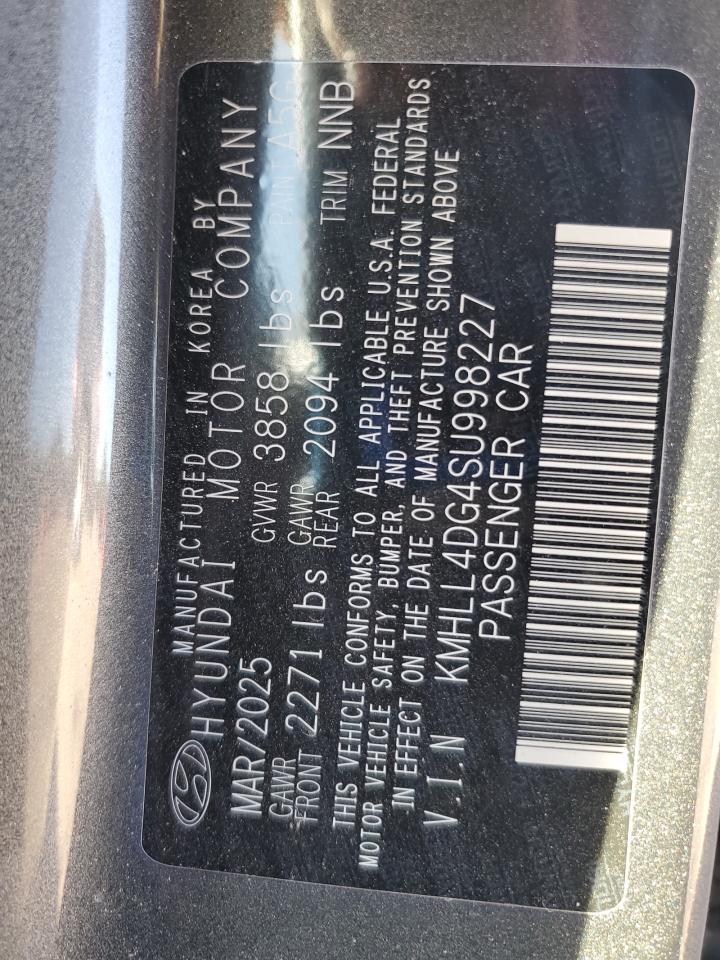 MANUFACTURED IN KOREA BY
HYUNDAI MOTOR COMPANY
MAR/2025 GVWR 3858 lbs PAINT A5G
GAWR FRONT 2271 lbs GAWR REAR 2094 lbs TRIM NNB
THIS VEHICLE CONFORMS TO ALL APPLICABLE U.S.A. FEDERAL
MOTOR VEHICLE SAFETY, BUMPER, AND THEFT PREVENTION STANDARDS
IN EFFECT ON THE DATE OF MANUFACTURE SHOWN ABOVE
V.I.N KMHLL4DG4SU998227
PASSENGER CAR